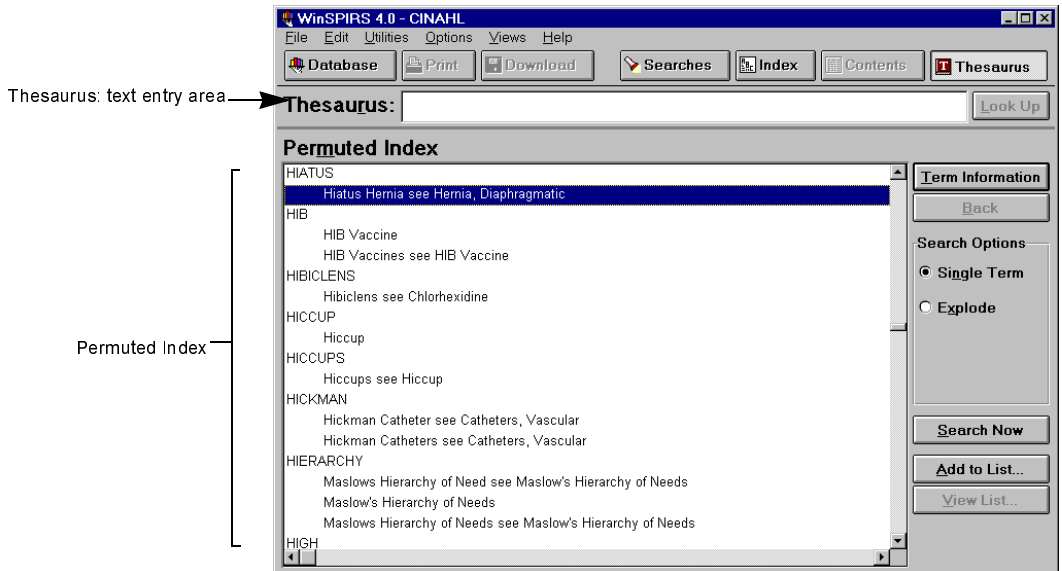 WinSPIRS 4.0 - CINAHL
File Edit Utilities Options Views Help
Database Print Download Searches Index Contents T Thesaurus
Thesaurus: text entry area
Thesaurus: Look Up
Permuted Index
HIATUS
Term Information
Hiatus Hernia see Hernia, Diaphragmatic
Back
HIB
HIB Vaccine
Search Options
HIB Vaccines see HIB Vaccine
HIBICLENS
Single Term
Hibiclens see Chlorhexidine
HICCUP
Explode
Hiccup
Permuted Index
HICCUPS
Hiccups see Hiccup
HICKMAN
Hickman Catheter see Catheters, Vascular
Search Now
Hickman Catheters see Catheters, Vascular
HIERARCHY
Add to List...
Maslows Hierarchy of Need see Maslow's Hierarchy of Needs
Maslow's Hierarchy of Needs
View List...
Maslows Hierarchy of Needs see Maslow's Hierarchy of Needs
HIGH